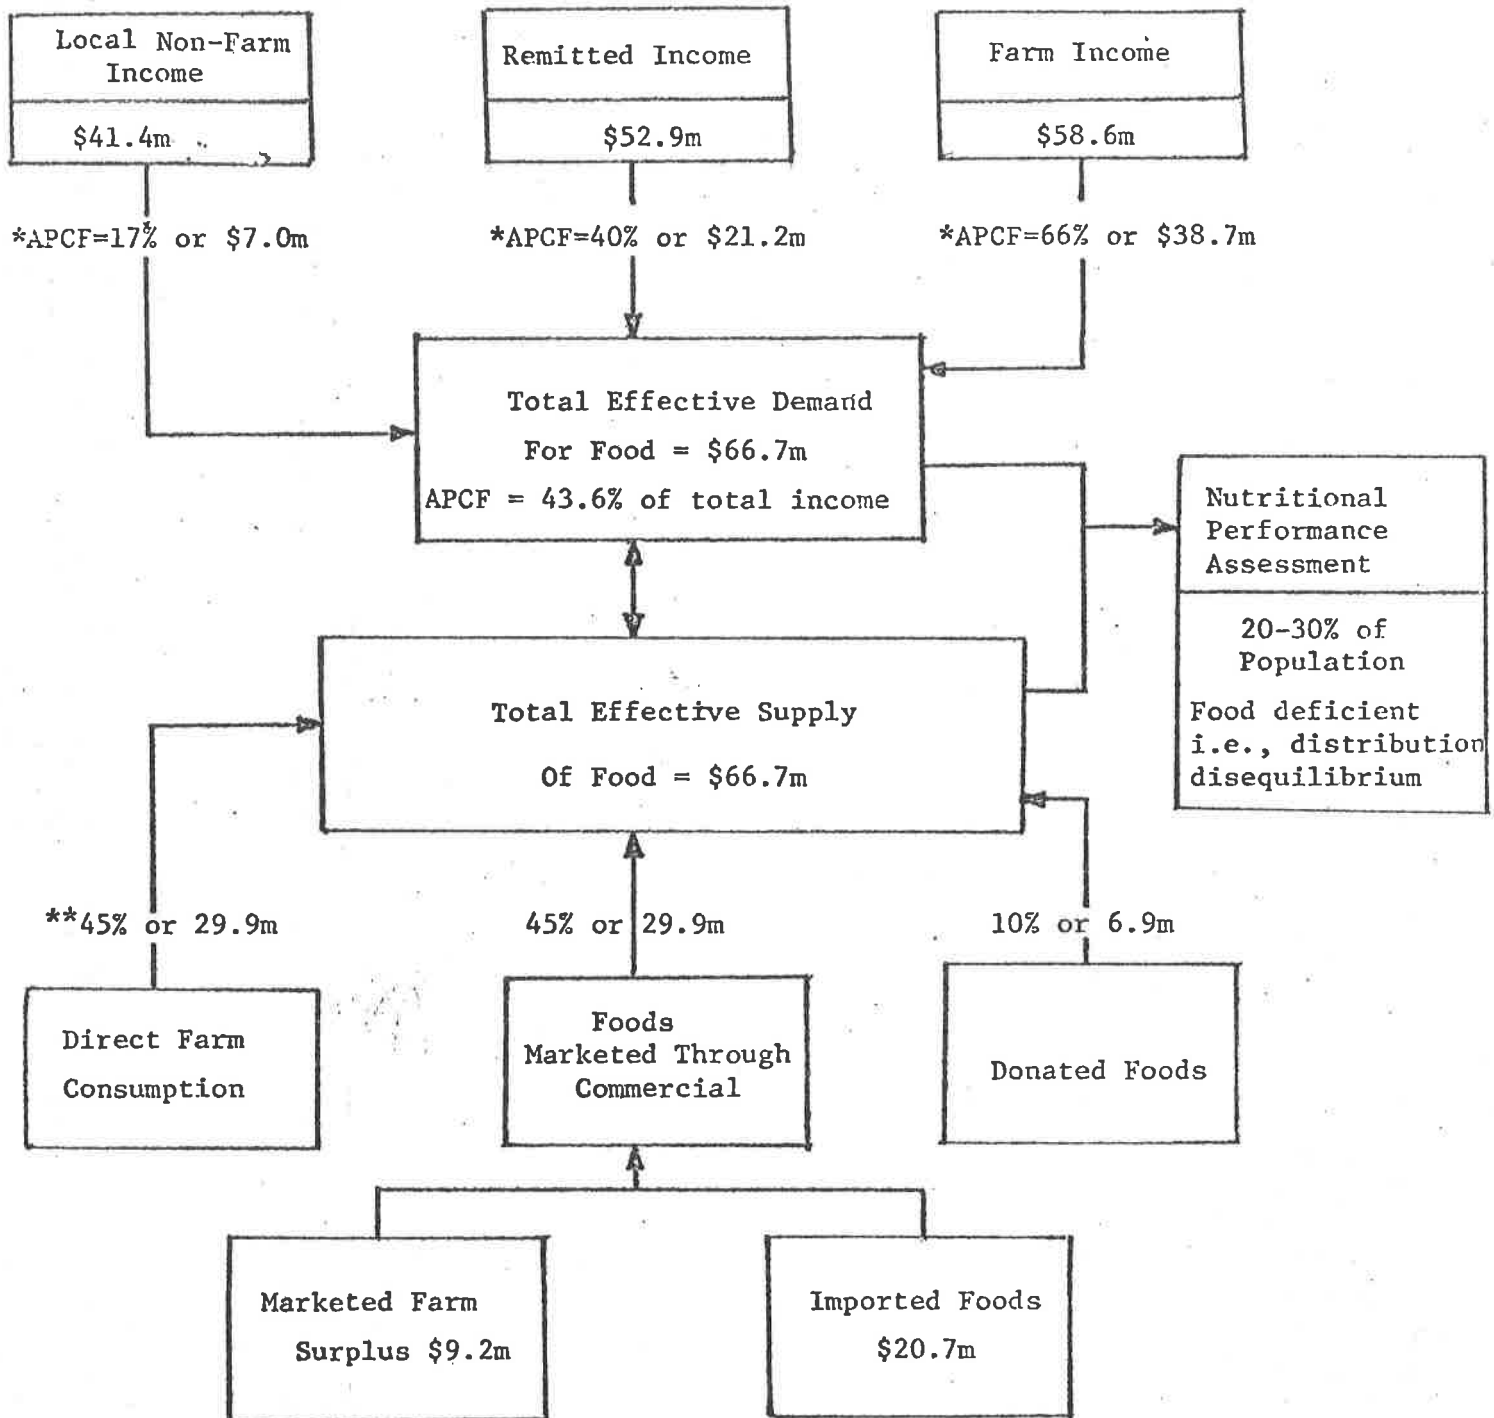 Local Non-Farm
Income
$41.4m
Remitted Income
$52.9m
Farm Income
$58.6m
*APCF=17% or $7.0m
*APCF=40% or $21.2m
*APCF=66% or $38.7m
Total Effective Demand
For Food = $66.7m
APCF = 43.6% of total income
Nutritional
Performance
Assessment
20-30% of
Population
Food deficient
i.e., distribution
disequilibrium
Total Effective Supply
Of Food = $66.7m
**45% or 29.9m
45% or 29.9m
10% or 6.9m
Direct Farm
Consumption
Foods
Marketed Through
Commercial
Donated Foods
Marketed Farm
Surplus $9.2m
Imported Foods
$20.7m